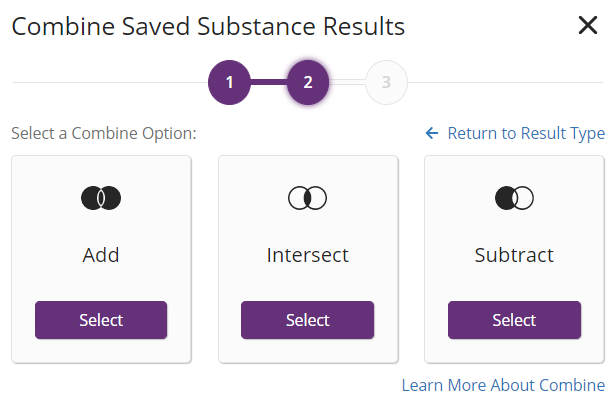 Combine Saved Substance Results
1 2 3
Select a Combine Option:
Return to Result Type
Add Intersect Subtract
Select Select Select
Learn More About Combine